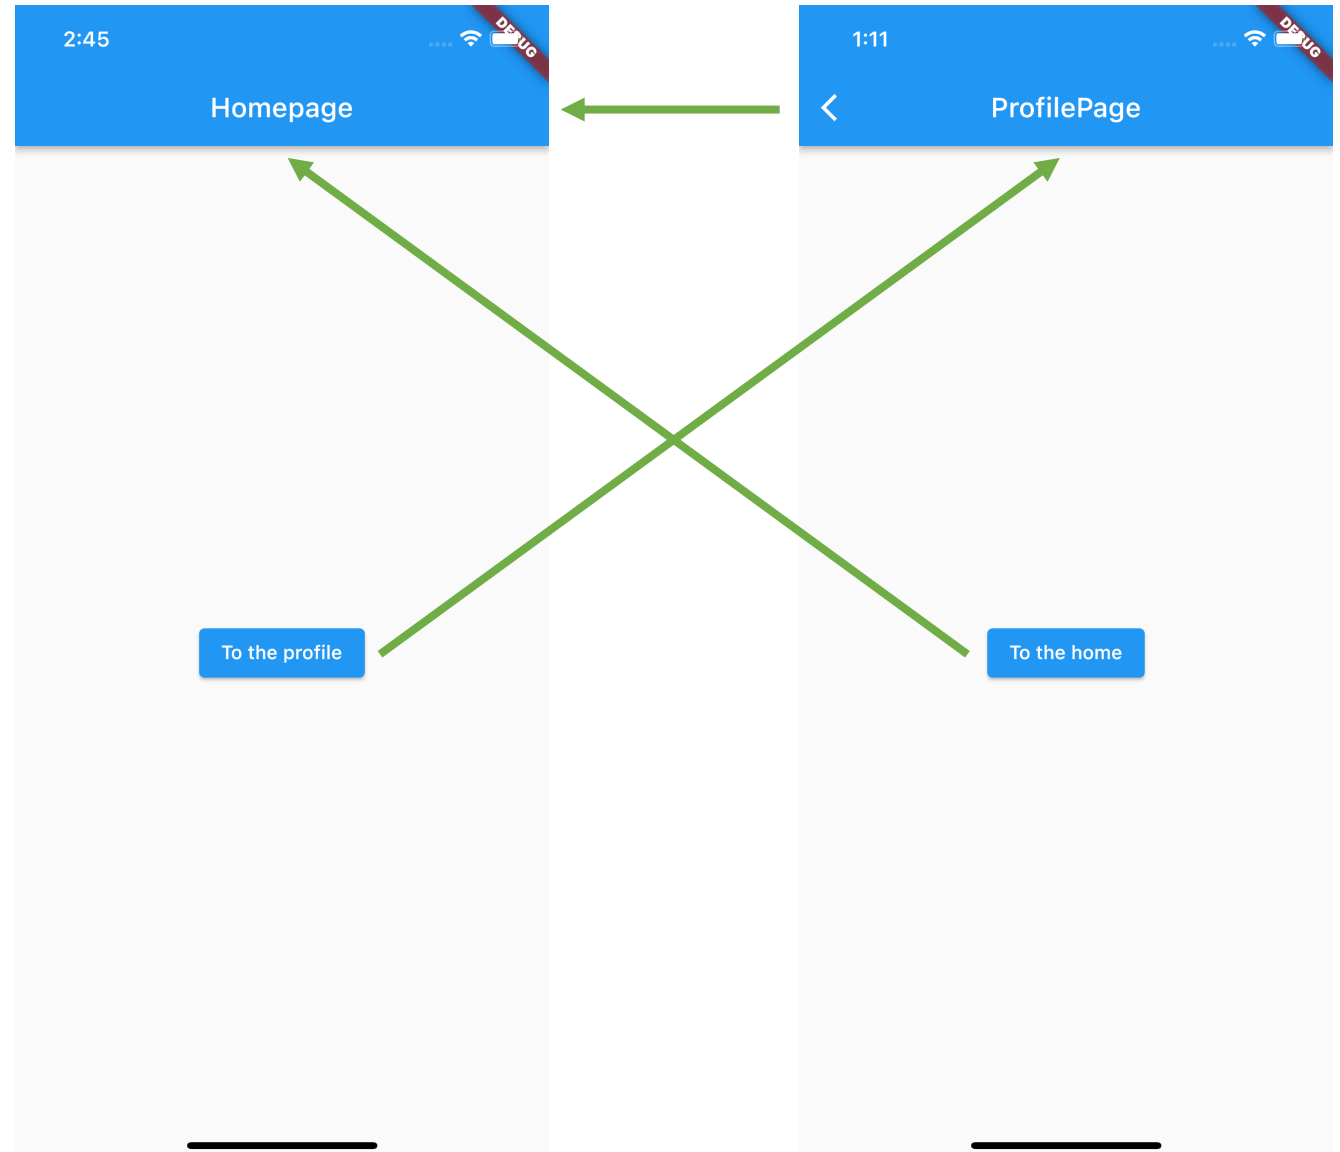 2:45
DEBUG
Homepage
To the profile
1:11
DEBUG
ProfilePage
To the home